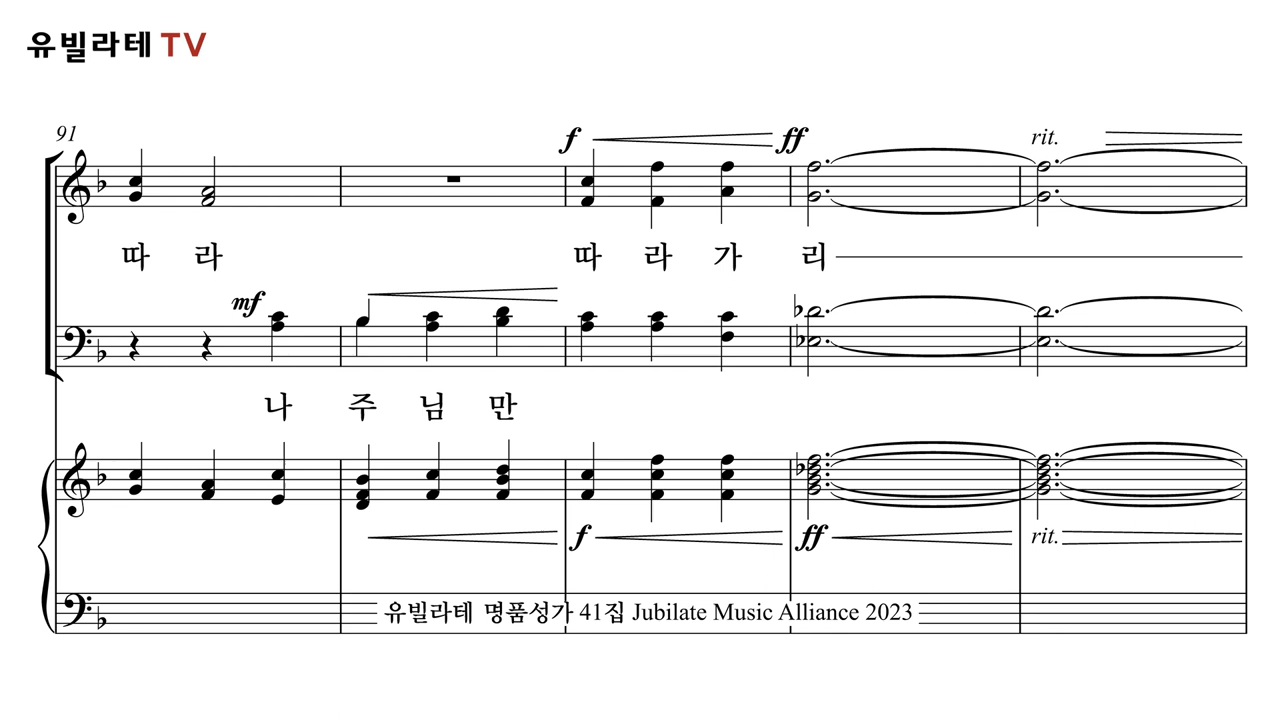 유빌라테 TV
91
f ff rit.
따 라 따 라 가 리
mf
나 주 님 만
f ff rit.
유빌라테 명품성가 41집 Jubilate Music Alliance 2023